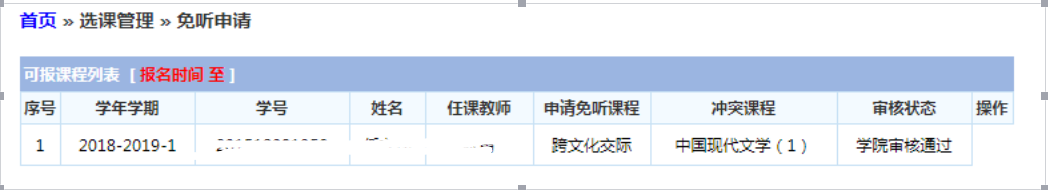 首页 » 选课管理 » 免听申请
可报课程列表 [ 报名时间 至 ]
序号 学年学期 学号 姓名 任课教师 申请免听课程 冲突课程 审核状态 操作
1 2018-2019-1 跨文化交际 中国现代文学（1） 学院审核通过